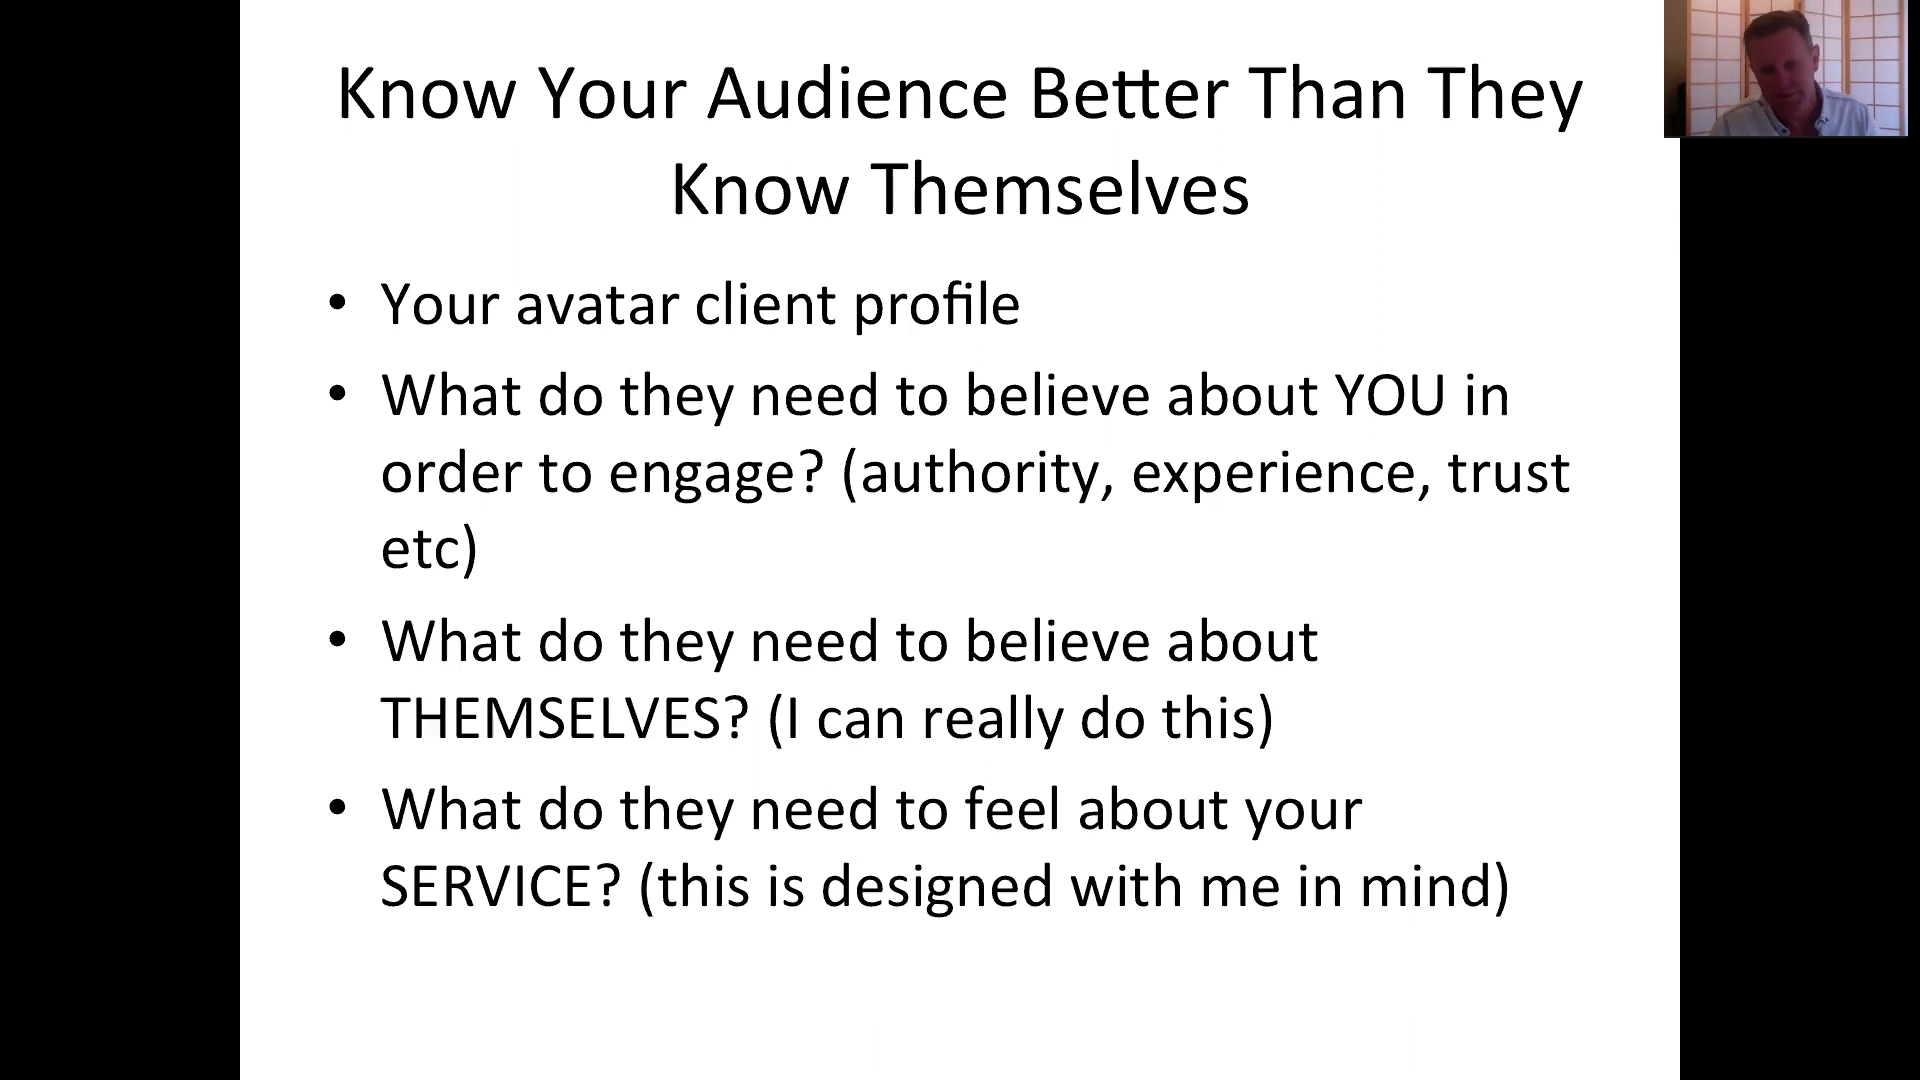 Know Your Audience Better Than They
Know Themselves
• Your avatar client profile
• What do they need to believe about YOU in
order to engage? (authority, experience, trust
etc)
• What do they need to believe about
THEMSELVES? (I can really do this)
• What do they need to feel about your
SERVICE? (this is designed with me in mind)